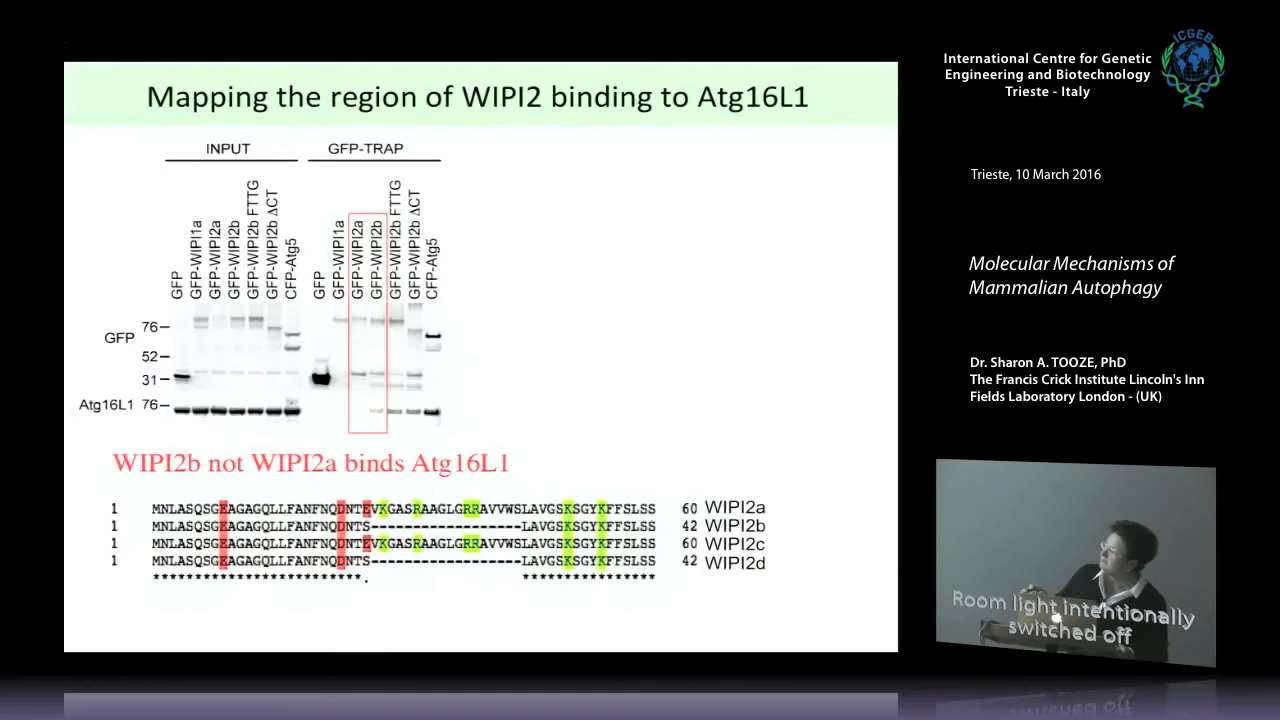 Mapping the region of WIPI2 binding to Atg16L1
INPUT
GFP-TRAP
GFP
GFP-WIPI1a
GFP-WIPI2a
GFP-WIPI2b
GFP-WIPI2b FTTG
GFP-WIPI2b ΔCT
CFP-Atg5
GFP
GFP-WIPI1a
GFP-WIPI2a
GFP-WIPI2b
GFP-WIPI2b FTTG
GFP-WIPI2b ΔCT
CFP-Atg5
GFP
76
52
31
Atg16L1 76
WIPI2b not WIPI2a binds Atg16L1
1 MNLASQSGEAGAGQLLFANFNQDNTEVKGASRAAGLGRRAVVWSLAVGSKSGYKFFSLSS 60 WIPI2a
1 MNLASQSGEAGAGQLLFANFNQDNTS------------------LAVGSKSGYKFFSLSS 42 WIPI2b
1 MNLASQSGEAGAGQLLFANFNQDNTEVKGASRAAGLGRRAVVWSLAVGSKSGYKFFSLSS 60 WIPI2c
1 MNLASQSGEAGAGQLLFANFNQDNTS------------------LAVGSKSGYKFFSLSS 42 WIPI2d
*************************.                  ****************
International Centre for Genetic
Engineering and Biotechnology
Trieste - Italy
ICGEB
Trieste, 10 March 2016
Molecular Mechanisms of
Mammalian Autophagy
Dr. Sharon A. TOOZE, PhD
The Francis Crick Institute Lincoln's Inn
Fields Laboratory London - (UK)
Room light intentionally
switched off